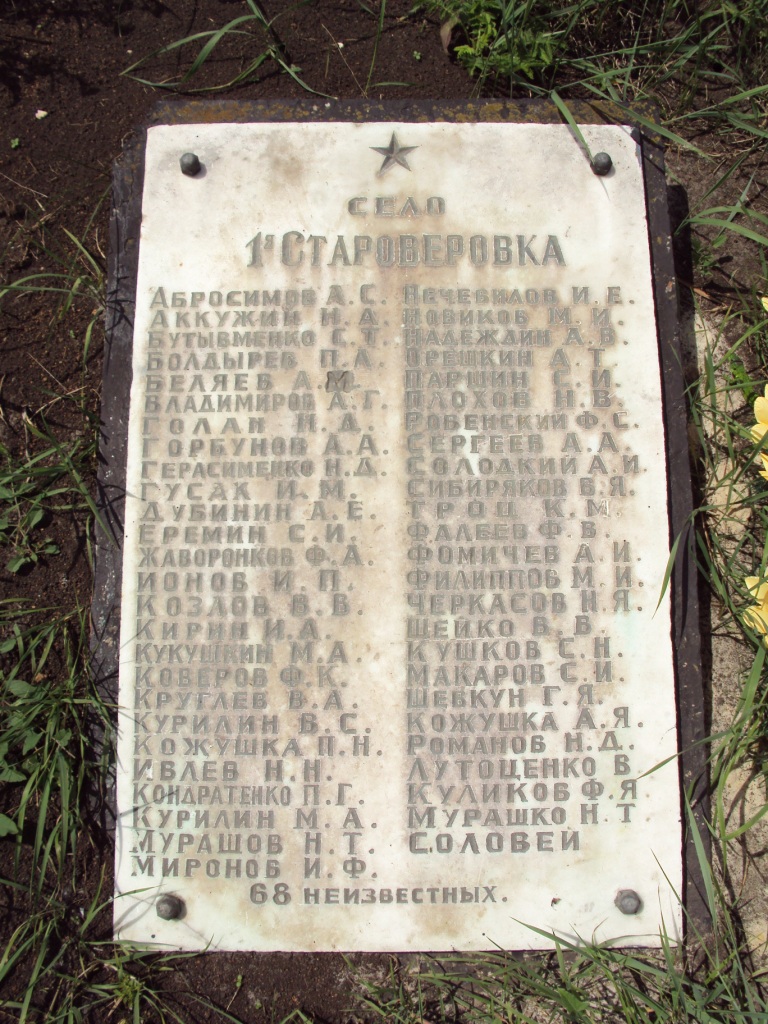 село
1я Староверовка
Абросимов А.С.
Аккужин Н.А.
Бутывменко С.Т.
Болдырев П.А.
Беляев А.М.
Владимиров А.Г.
Голан И.Д.
Горбунов А.А.
Герасименко Н.Д.
Гусак И.М.
Дубинин А.Е.
Еремин С.И.
Жаворонков Ф.А.
Ионов И.П.
Козлов В.В.
Кирин И.А.
Кукушкин М.А.
Коверов Ф.К.
Круглев В.А.
Курилин В.С.
Кожушка П.Н.
Ивлев Н.Н.
Кондратенко П.Г.
Курилин М.А.
Мурашов Н.Т.
Миронов И.Ф.
Нечевилов И.Е.
Новиков М.И.
Надеждин А.В.
Орешкин А.Т
Паршин С.И.
Плохов Н.В.
Ровенский Ф.С.
Сергеев А.А.
Солодкий А.И.
Сибиряков В.Я.
Троц К.М.
Фалеев Ф.В.
Фомичев А.И.
Филиппов М.И.
Черкасов Н.Я.
Шейко В.В.
Кушков С.Н.
Макаров С.И.
Шевкун Г.Я.
Кожушка А.Я.
Романов Н.Д.
Лутоценко В.
Куликов Ф.Я
Мурашко Н.Т
Соловей
68 неизвестных.